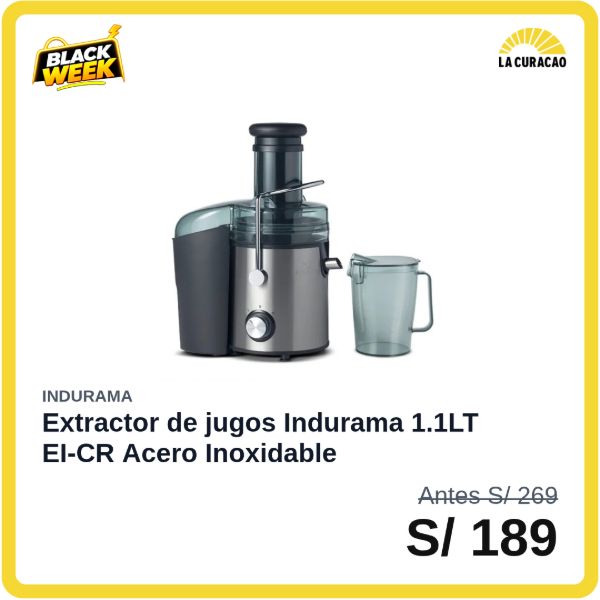 BLACK
WEEK
LA CURACAO
INDURAMA
Extractor de jugos Indurama 1.1LT
EI-CR Acero Inoxidable
Antes S/ 269
S/ 189